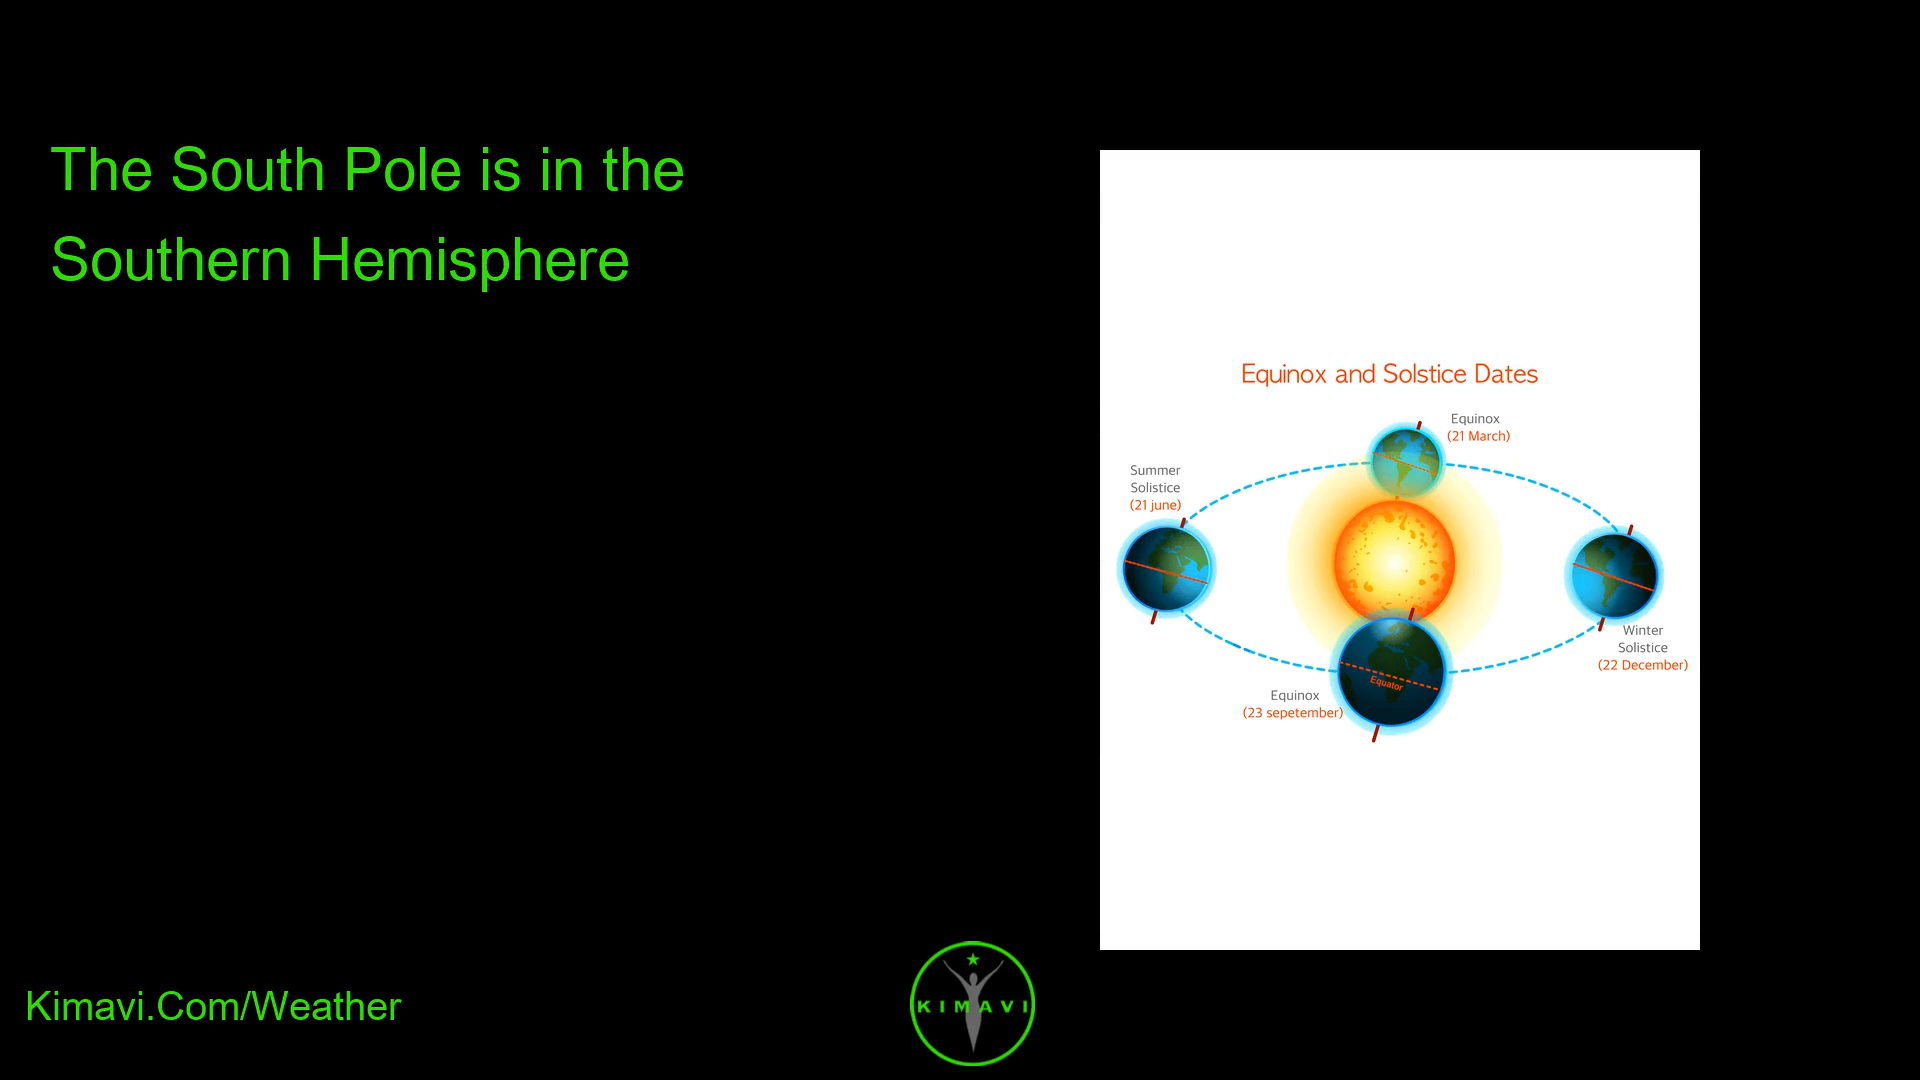 The South Pole is in the
Southern Hemisphere
Equinox and Solstice Dates
Equinox
(21 March)
Summer
Solistice
(21 june)
Winter
Solistice
(22 December)
Equator
Equinox
(23 sepetember)
KIMAVI
Kimavi.Com/Weather